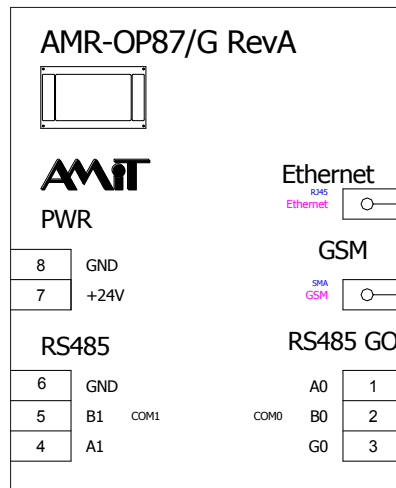 AMR-OP87/G RevA
AMiT
Ethernet
RJ45
Ethernet
PWR
GSM
8 GND
SMA
7 +24V
GSM
RS485
RS485 GO
6 GND
A0 1
5 B1 COM1
COM0 B0 2
4 A1
G0 3